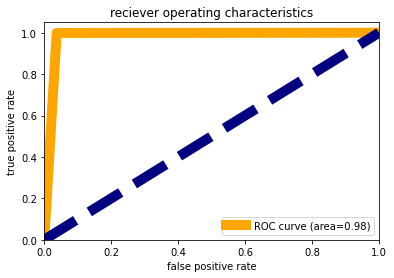 reciever operating characteristics
1.0
0.8
0.6
0.4
0.2
0.0
true positive rate
ROC curve (area=0.98)
0.0 0.2 0.4 0.6 0.8 1.0
false positive rate